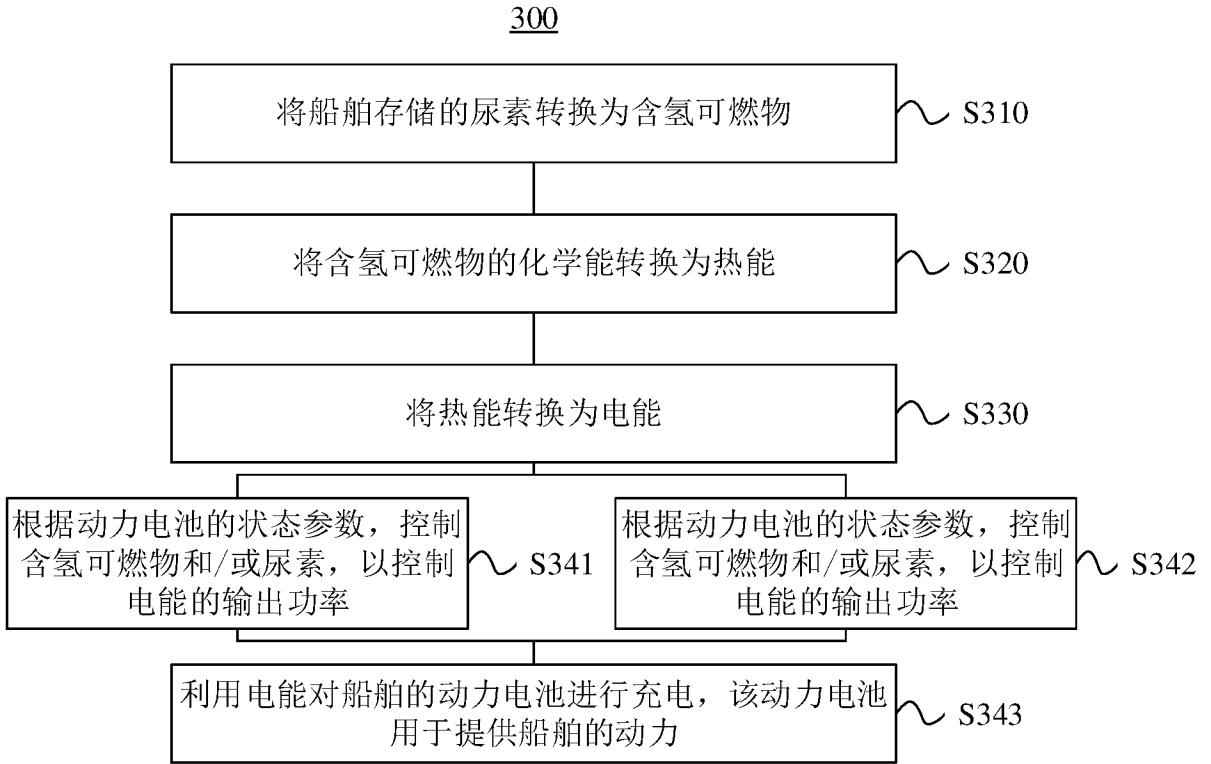 300
将船舶存储的尿素转换为含氢可燃物
S310
将含氢可燃物的化学能转换为热能
S320
将热能转换为电能
S330
根据动力电池的状态参数，控制
含氢可燃物和/或尿素，以控制
电能的输出功率
S341
根据动力电池的状态参数，控制
含氢可燃物和/或尿素，以控制
电能的输出功率
S342
利用电能对船舶的动力电池进行充电，该动力电池
用于提供船舶的动力
S343